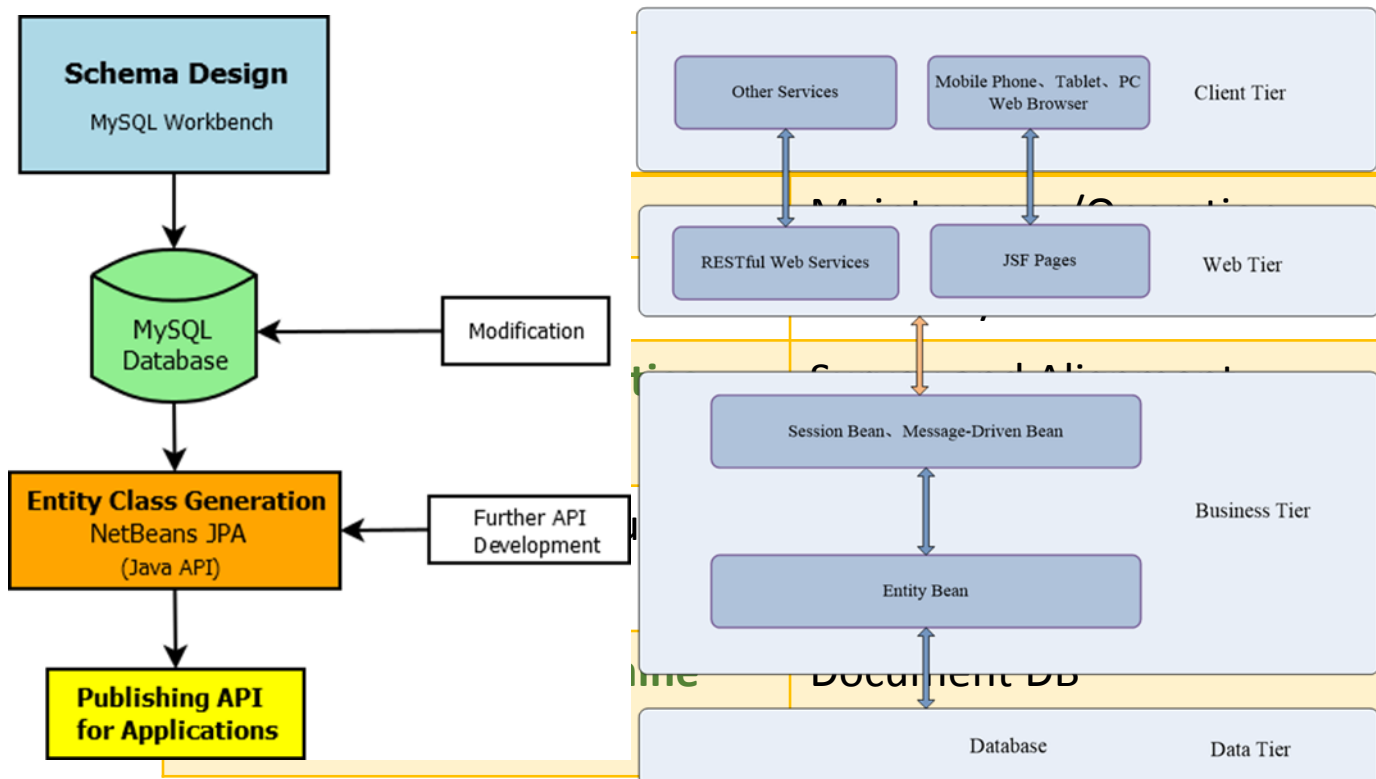 Schema Design
MySQL Workbench
MySQL
Database
Modification
Entity Class Generation
NetBeans JPA
(Java API)
Further API
Development
Publishing API
for Applications
Other Services
Mobile Phone、Tablet、PC
Web Browser
Client Tier
RESTful Web Services
JSF Pages
Web Tier
Session Bean、Message-Driven Bean
Business Tier
Entity Bean
Document DB
Database
Data Tier